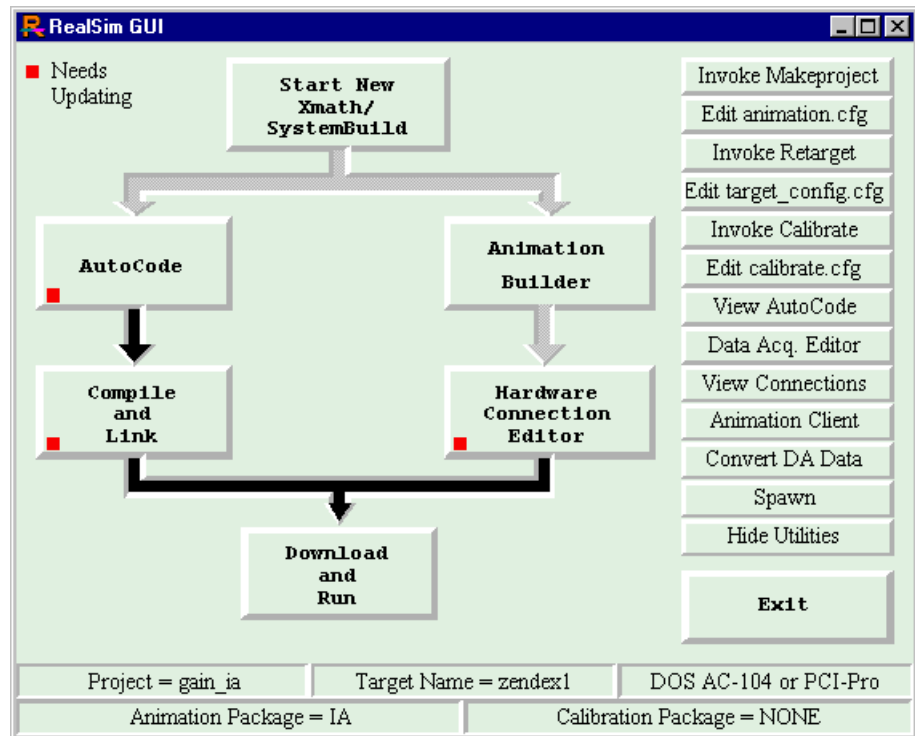 RealSim GUI
Needs
Updating
Start New
Xmath/
SystemBuild
AutoCode
Animation
Builder
Compile
and
Link
Hardware
Connection
Editor
Download
and
Run
Invoke Makeproject
Edit animation.cfg
Invoke Retarget
Edit target_config.cfg
Invoke Calibrate
Edit calibrate.cfg
View AutoCode
Data Acq. Editor
View Connections
Animation Client
Convert DA Data
Spawn
Hide Utilities
Exit
Project = gain_ia
Target Name = zendex1
DOS AC-104 or PCI-Pro
Animation Package = IA
Calibration Package = NONE